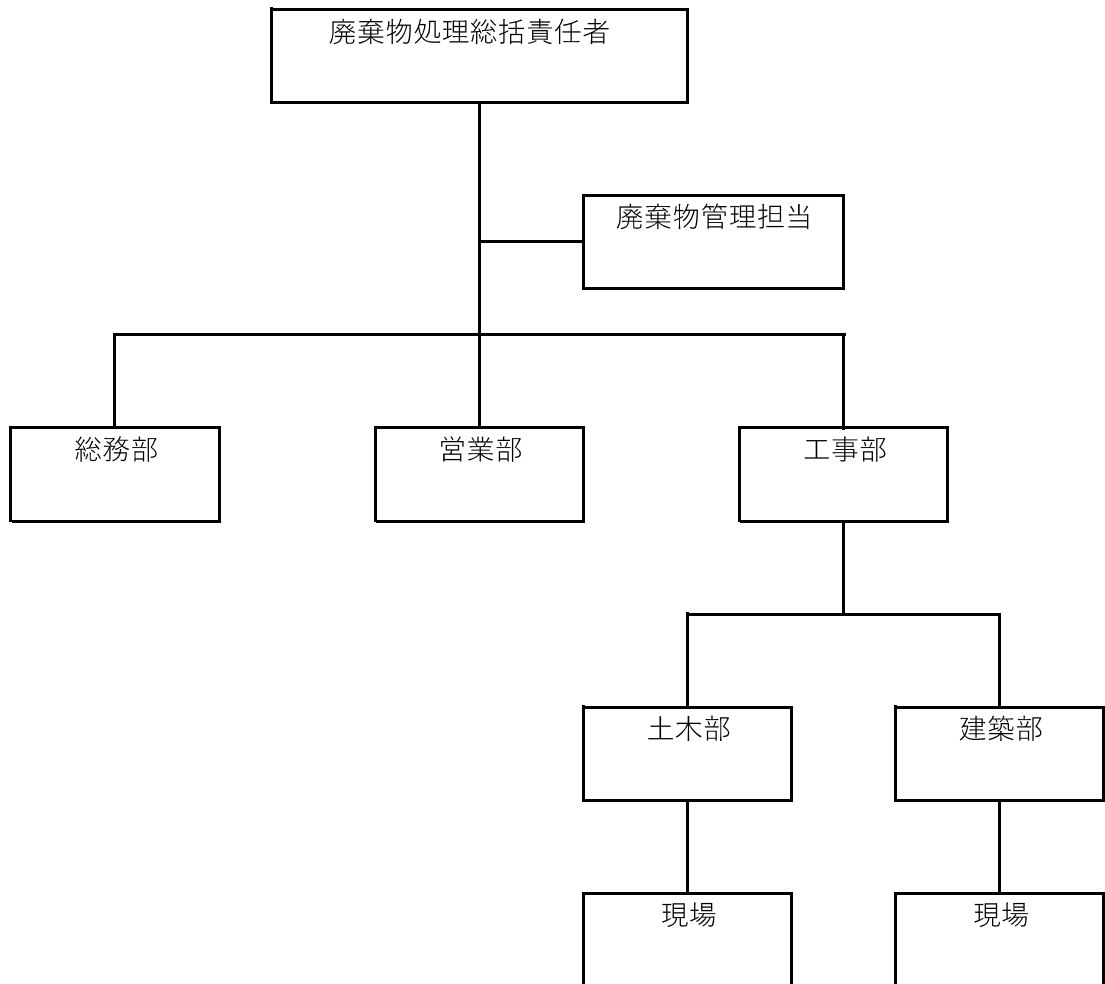 廃棄物処理総括責任者
廃棄物管理担当
総務部
営業部
工事部
土木部
建築部
現場
現場